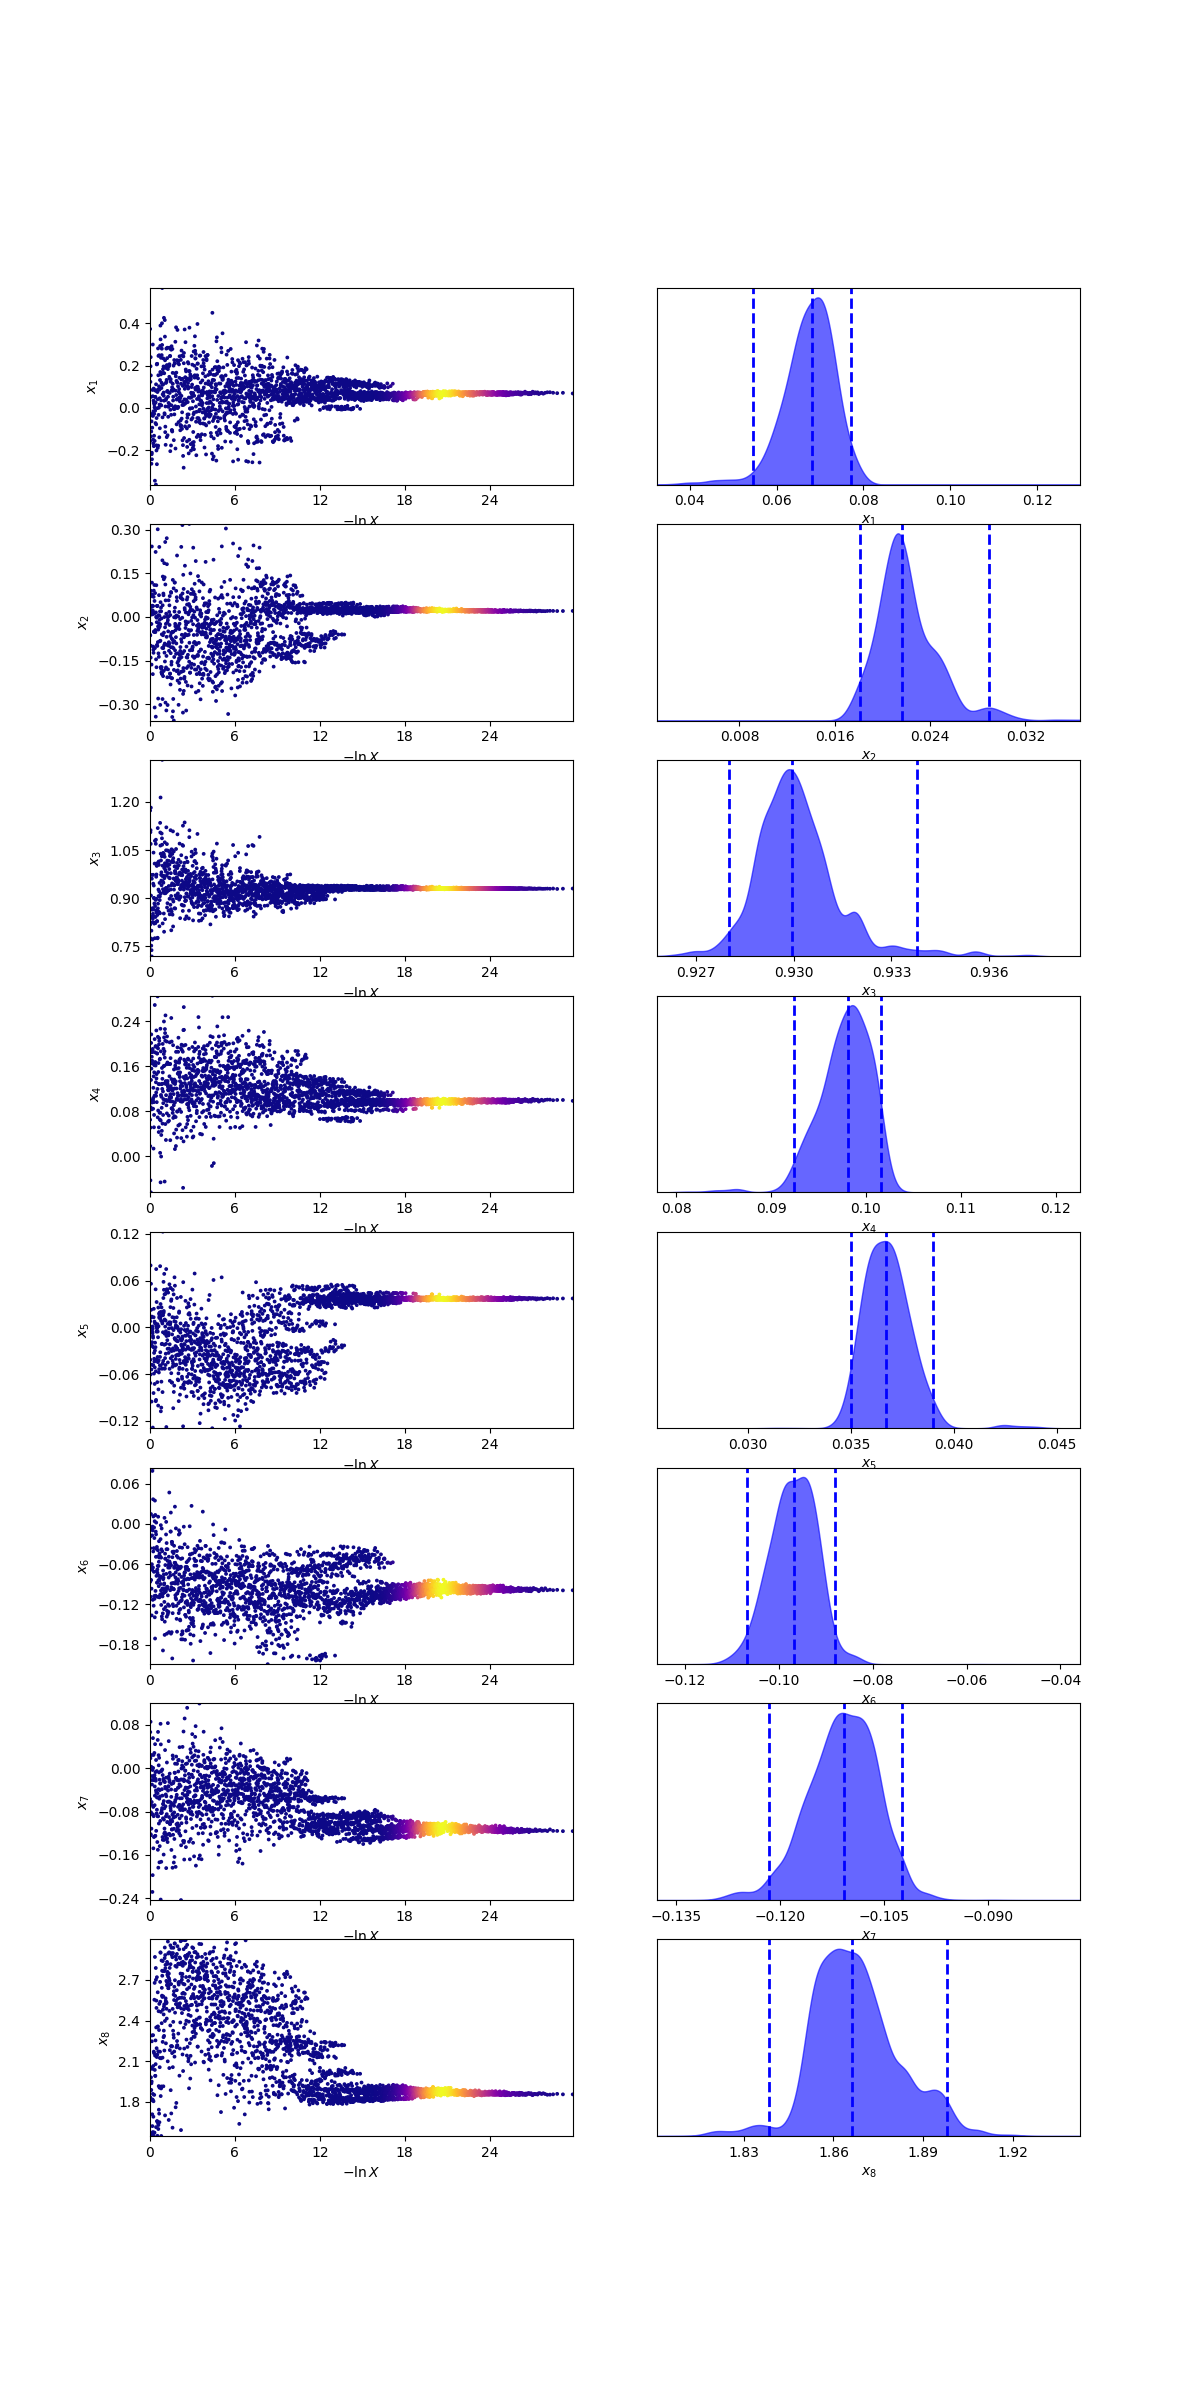 0.4
0.2
0.0
−0.2
x₁
0 6 12 18 24
−ln X
0.04 0.06 0.08 0.10 0.12
x₁
0.30
0.15
0.00
−0.15
−0.30
x₂
0 6 12 18 24
−ln X
0.008 0.016 0.024 0.032
x₂
1.20
1.05
0.90
0.75
x₃
0 6 12 18 24
−ln X
0.927 0.930 0.933 0.936
x₃
0.24
0.16
0.08
0.00
x₄
0 6 12 18 24
−ln X
0.08 0.09 0.10 0.11 0.12
x₄
0.12
0.06
0.00
−0.06
−0.12
x₅
0 6 12 18 24
−ln X
0.030 0.035 0.040 0.045
x₅
0.06
0.00
−0.06
−0.12
−0.18
x₆
0 6 12 18 24
−ln X
−0.12 −0.10 −0.08 −0.06 −0.04
x₆
0.08
0.00
−0.08
−0.16
−0.24
x₇
0 6 12 18 24
−ln X
−0.135 −0.120 −0.105 −0.090
x₇
2.7
2.4
2.1
1.8
x₈
0 6 12 18 24
−ln X
1.83 1.86 1.89 1.92
x₈